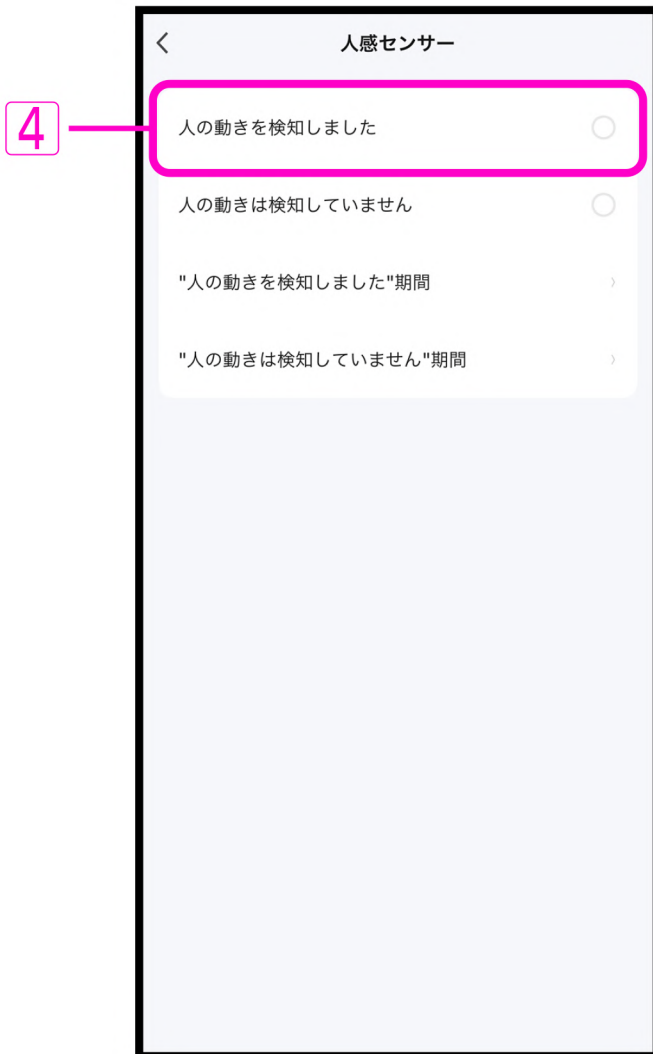 人感センサー
4
人の動きを検知しました
人の動きは検知していません
"人の動きを検知しました"期間
"人の動きは検知していません"期間